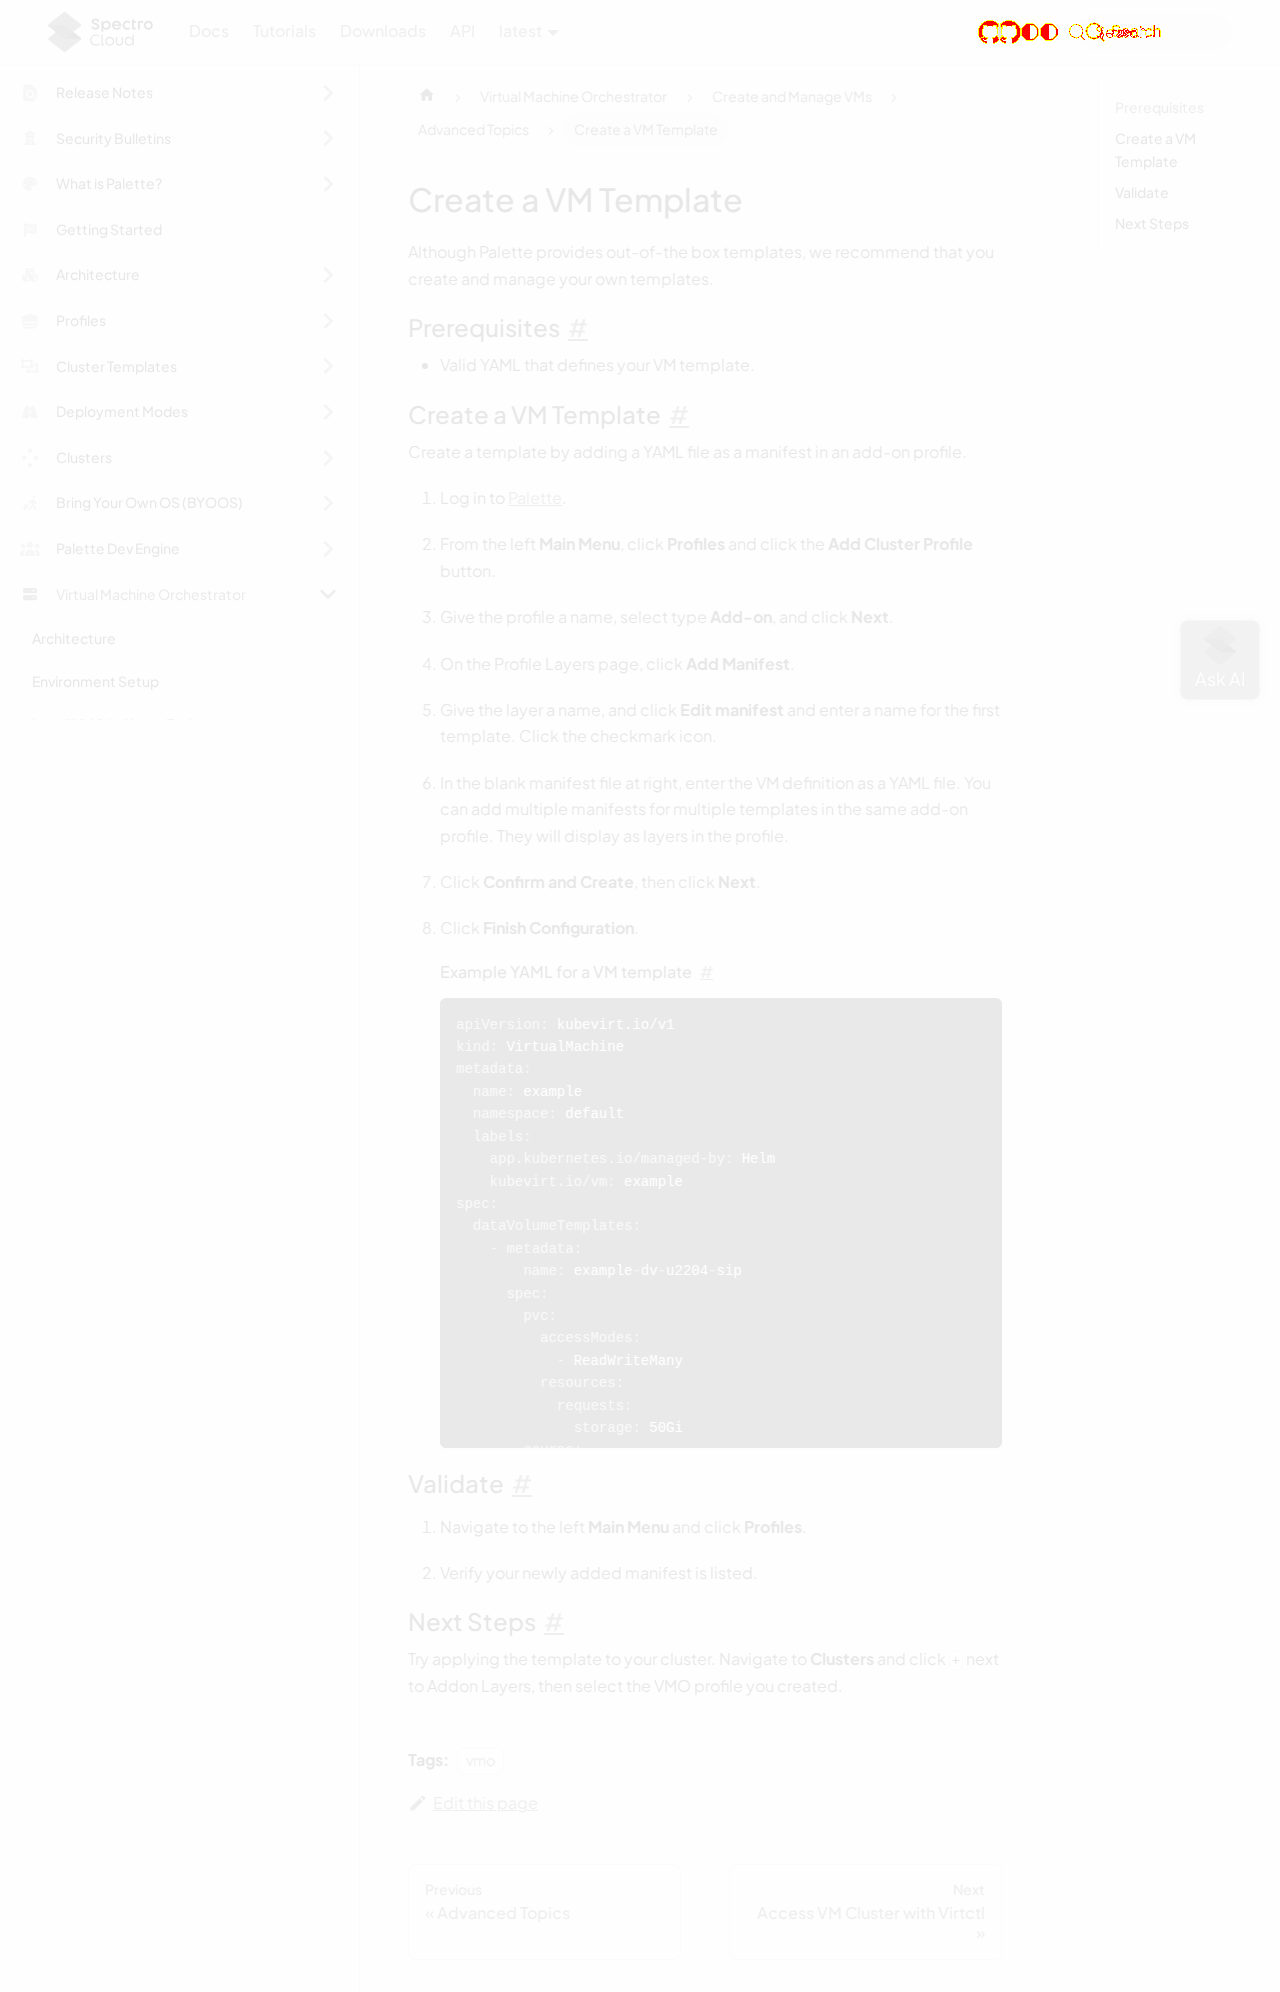 Spectro
Cloud
Docs
Tutorials
Downloads
API
latest
Search
Release Notes
Security Bulletins
What is Palette?
Getting Started
Architecture
Profiles
Cluster Templates
Deployment Modes
Clusters
Bring Your Own OS (BYOOS)
Palette Dev Engine
Virtual Machine Orchestrator
Architecture
Environment Setup
Virtual Machine Orchestrator
Create and Manage VMs
Advanced Topics
Create a VM Template
Create a VM Template
Although Palette provides out-of-the box templates, we recommend that you
create and manage your own templates.
Prerequisites #
Valid YAML that defines your VM template.
Create a VM Template #
Create a template by adding a YAML file as a manifest in an add-on profile.
1. Log in to Palette.
2. From the left Main Menu, click Profiles and click the Add Cluster Profile
button.
3. Give the profile a name, select type Add-on, and click Next.
4. On the Profile Layers page, click Add Manifest.
5. Give the layer a name, and click Edit manifest and enter a name for the first
template. Click the checkmark icon.
6. In the blank manifest file at right, enter the VM definition as a YAML file. You
can add multiple manifests for multiple templates in the same add-on
profile. They will display as layers in the profile.
7. Click Confirm and Create, then click Next.
8. Click Finish Configuration.
Example YAML for a VM template #
apiVersion: kubevirt.io/v1
kind: VirtualMachine
metadata:
  name: example
  namespace: default
  labels:
    app.kubernetes.io/managed-by: Helm
    kubevirt.io/vm: example
spec:
  dataVolumeTemplates:
    - metadata:
        name: example-dv-u2204-sip
      spec:
        pvc:
          accessModes:
            - ReadWriteMany
          resources:
            requests:
              storage: 50Gi
Validate #
1. Navigate to the left Main Menu and click Profiles.
2. Verify your newly added manifest is listed.
Next Steps #
Try applying the template to your cluster. Navigate to Clusters and click + next
to Addon Layers, then select the VMO profile you created.
Tags: vmo
Edit this page
Previous
« Advanced Topics
Next
Access VM Cluster with Virtctl
»
Prerequisites
Create a VM
Template
Validate
Next Steps
Ask AI